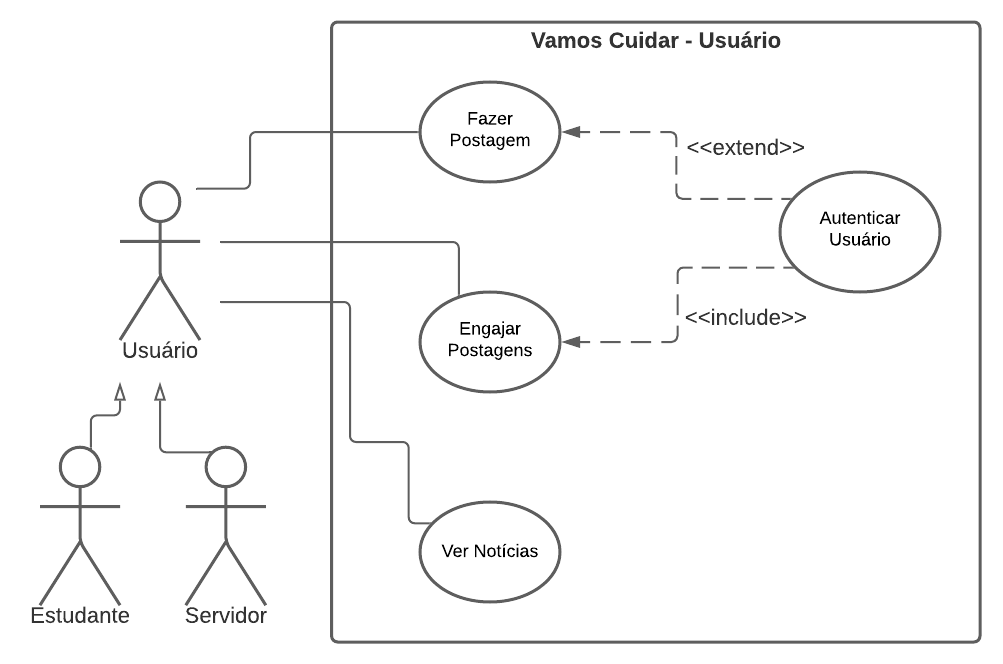 Vamos Cuidar - Usuário
Fazer
Postagem
<<extend>>
Autenticar
Usuário
<<include>>
Engajar
Postagens
Usuário
Ver Notícias
Estudante
Servidor